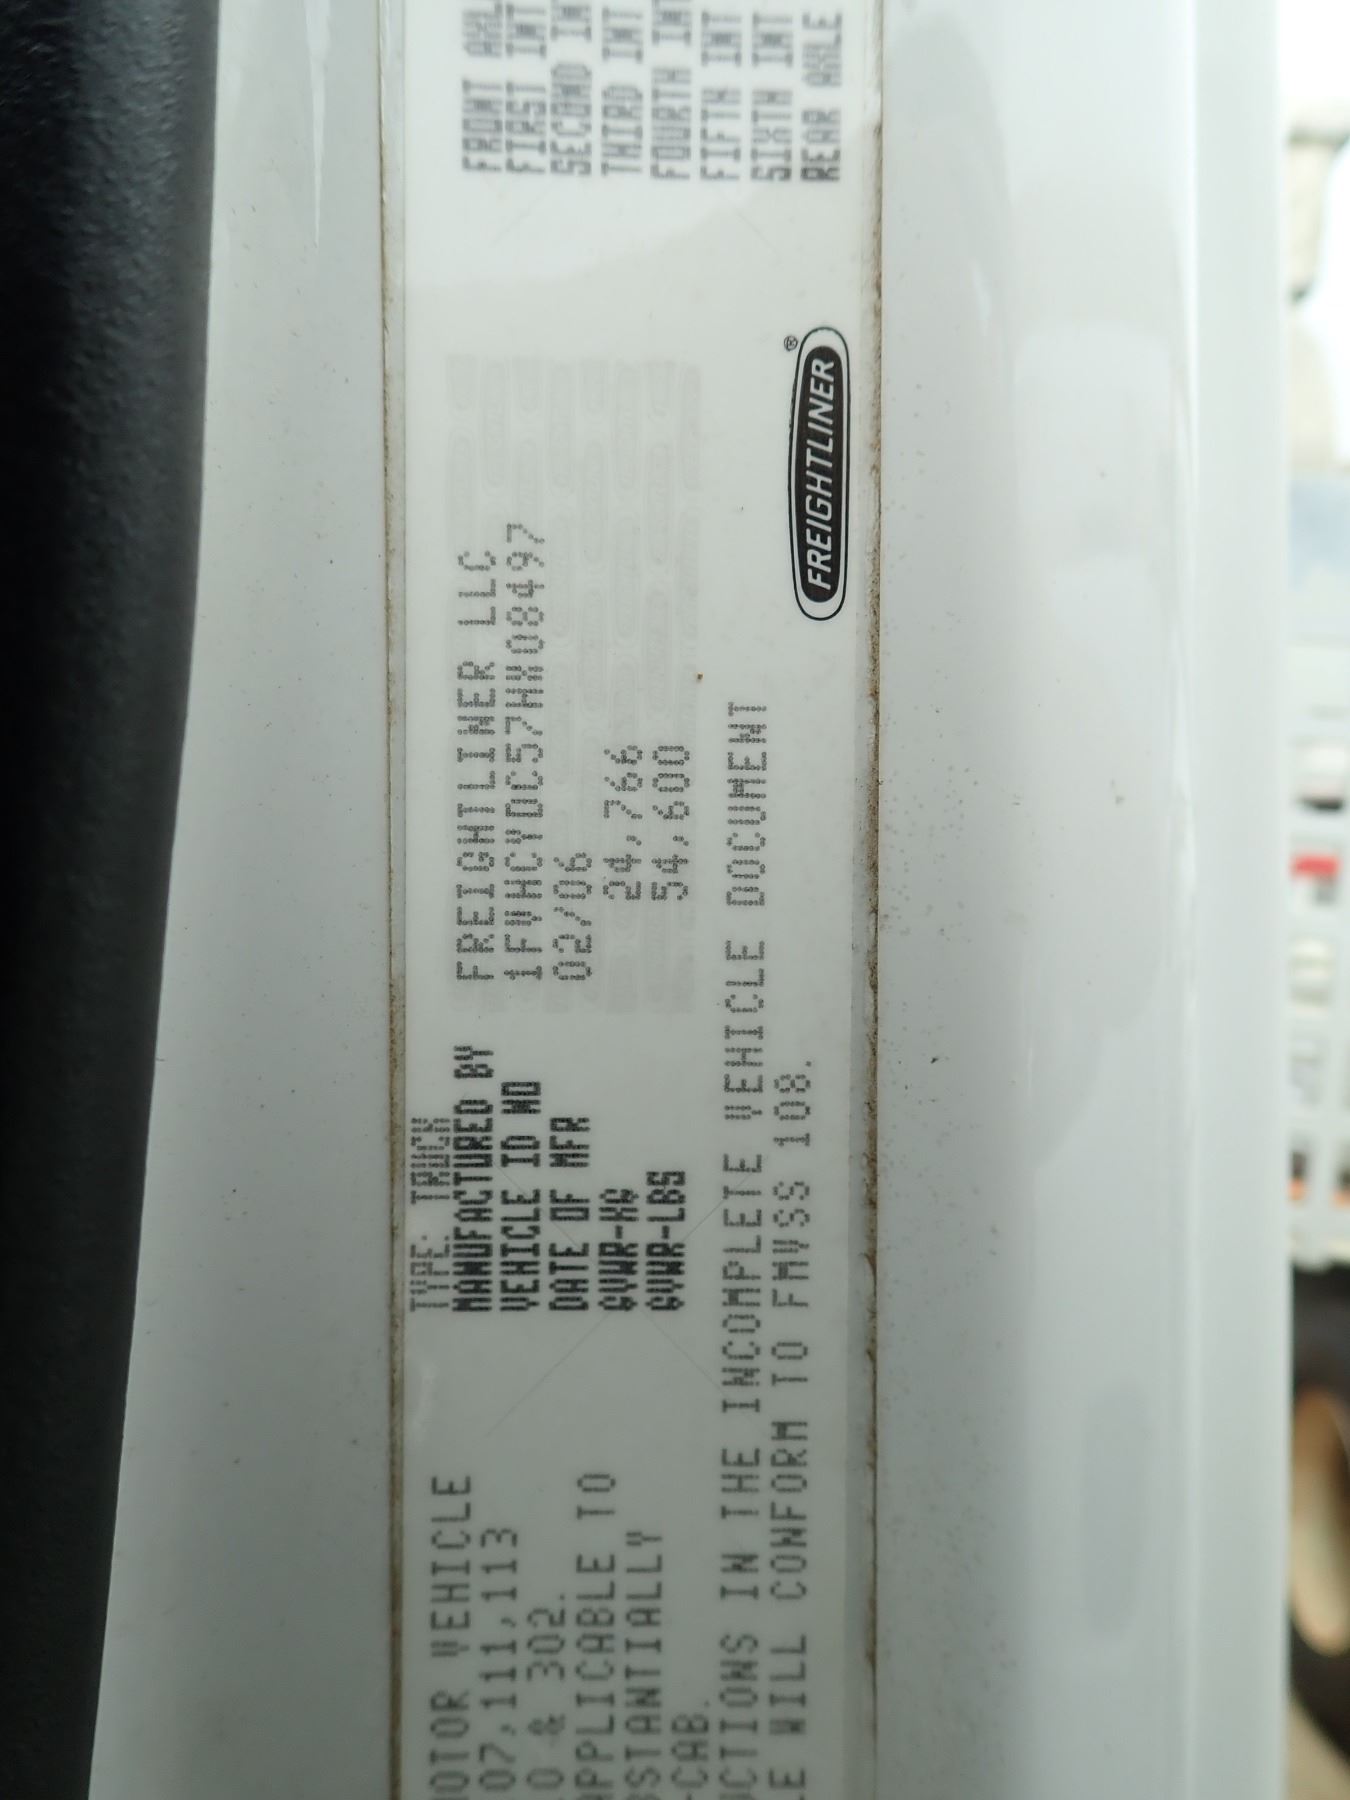 FRONT AXL
FIRST INT
SECOND INT
THIRD INT
FOURTH INT
FIFTH INT
SIXTH INT
REAR AXLE
TYPE: TRUCK
MANUFACTURED BY FREIGHTLINER LLC
VEHICLE ID NO 1FVHCYDC57HX08497
DATE OF MFR 02/06
GVWR-KG 24,766
GVWR-LBS 54,600
FREIGHTLINER®
OTOR VEHICLE
07,111,113
0 & 302.
APPLICABLE TO
BSTANTIALLY
-CAB.
UCTIONS IN THE INCOMPLETE VEHICLE DOCUMENT
LE WILL CONFORM TO FMVSS 108.